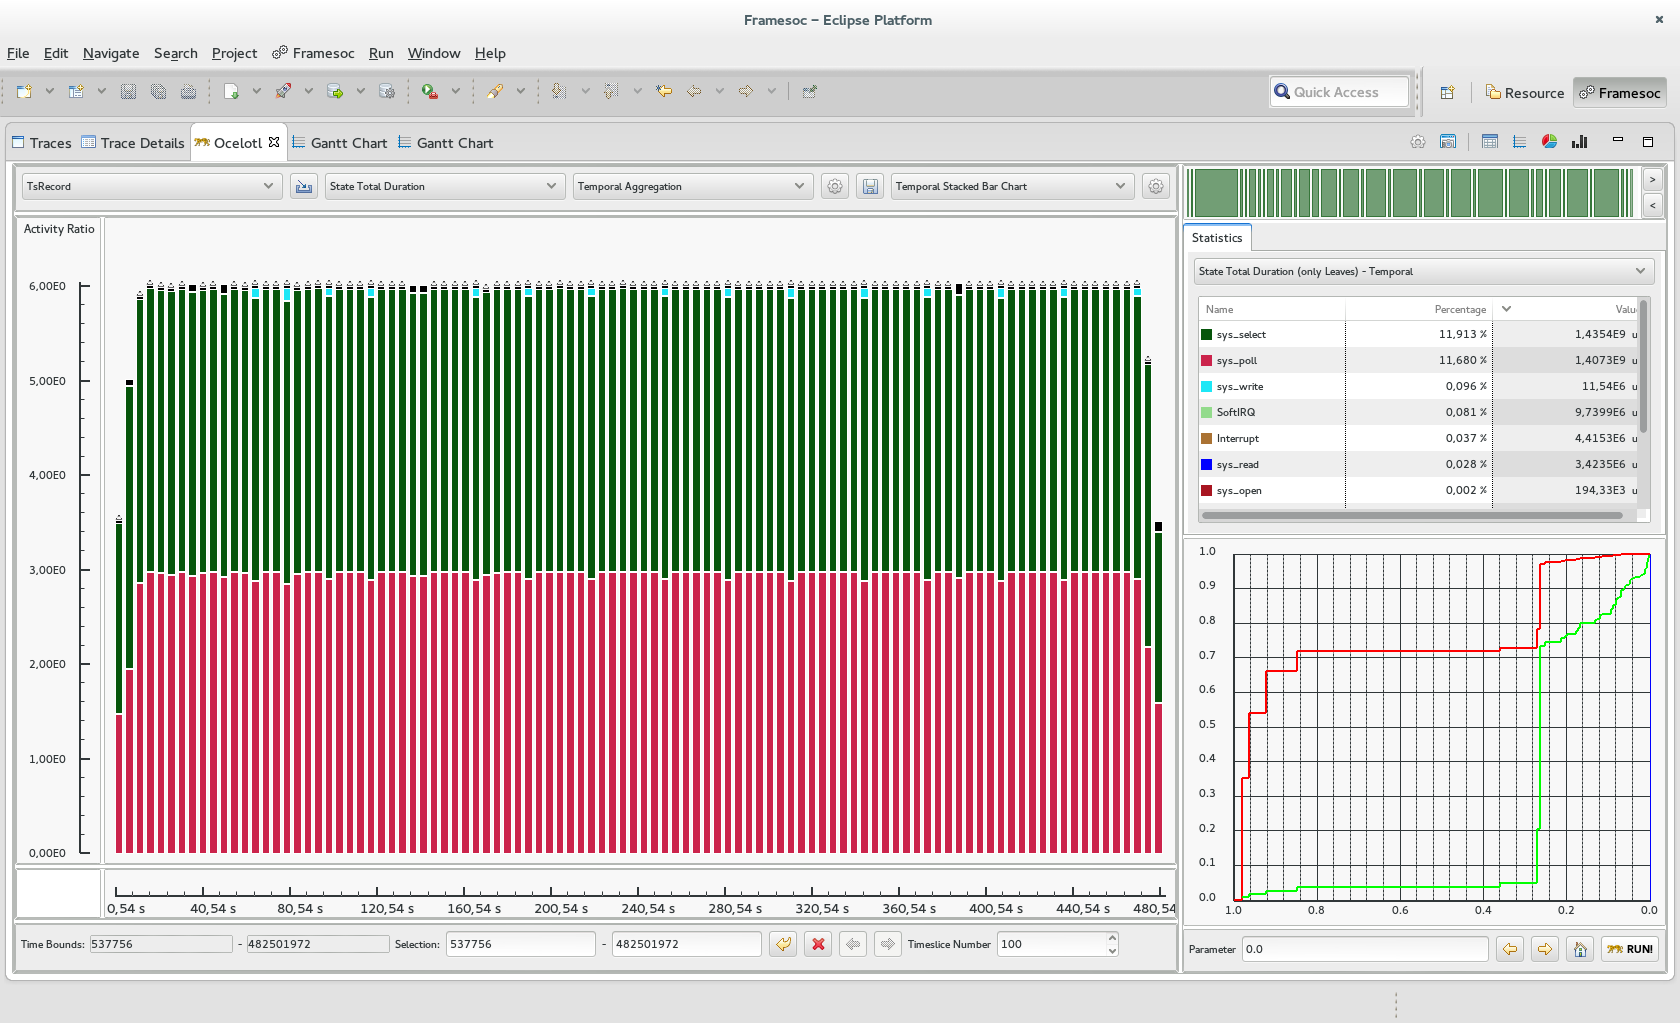 Framesoc – Eclipse Platform
File Edit Navigate Search Project Framesoc Run Window Help
Quick Access Resource Framesoc
Traces Trace Details Ocelotl Gantt Chart Gantt Chart
TsRecord State Total Duration Temporal Aggregation Temporal Stacked Bar Chart
Activity Ratio
6,00E0
5,00E0
4,00E0
3,00E0
2,00E0
1,00E0
0,00E0
0,54 s 40,54 s 80,54 s 120,54 s 160,54 s 200,54 s 240,54 s 280,54 s 320,54 s 360,54 s 400,54 s 440,54 s 480,54
Time Bounds: 537756 - 482501972 Selection: 537756 - 482501972 Timeslice Number 100
>
<
Statistics
State Total Duration (only Leaves) - Temporal
Name Percentage Valu
sys_select 11,913 % 1,4354E9 u
sys_poll 11,680 % 1,4073E9 u
sys_write 0,096 % 11,54E6 u
SoftIRQ 0,081 % 9,7399E6 u
Interrupt 0,037 % 4,4153E6 u
sys_read 0,028 % 3,4235E6 u
sys_open 0,002 % 194,33E3 u
1.0
0.9
0.8
0.7
0.6
0.5
0.4
0.3
0.2
0.1
0.0
1.0 0.8 0.6 0.4 0.2 0.0
Parameter 0.0 RUN!